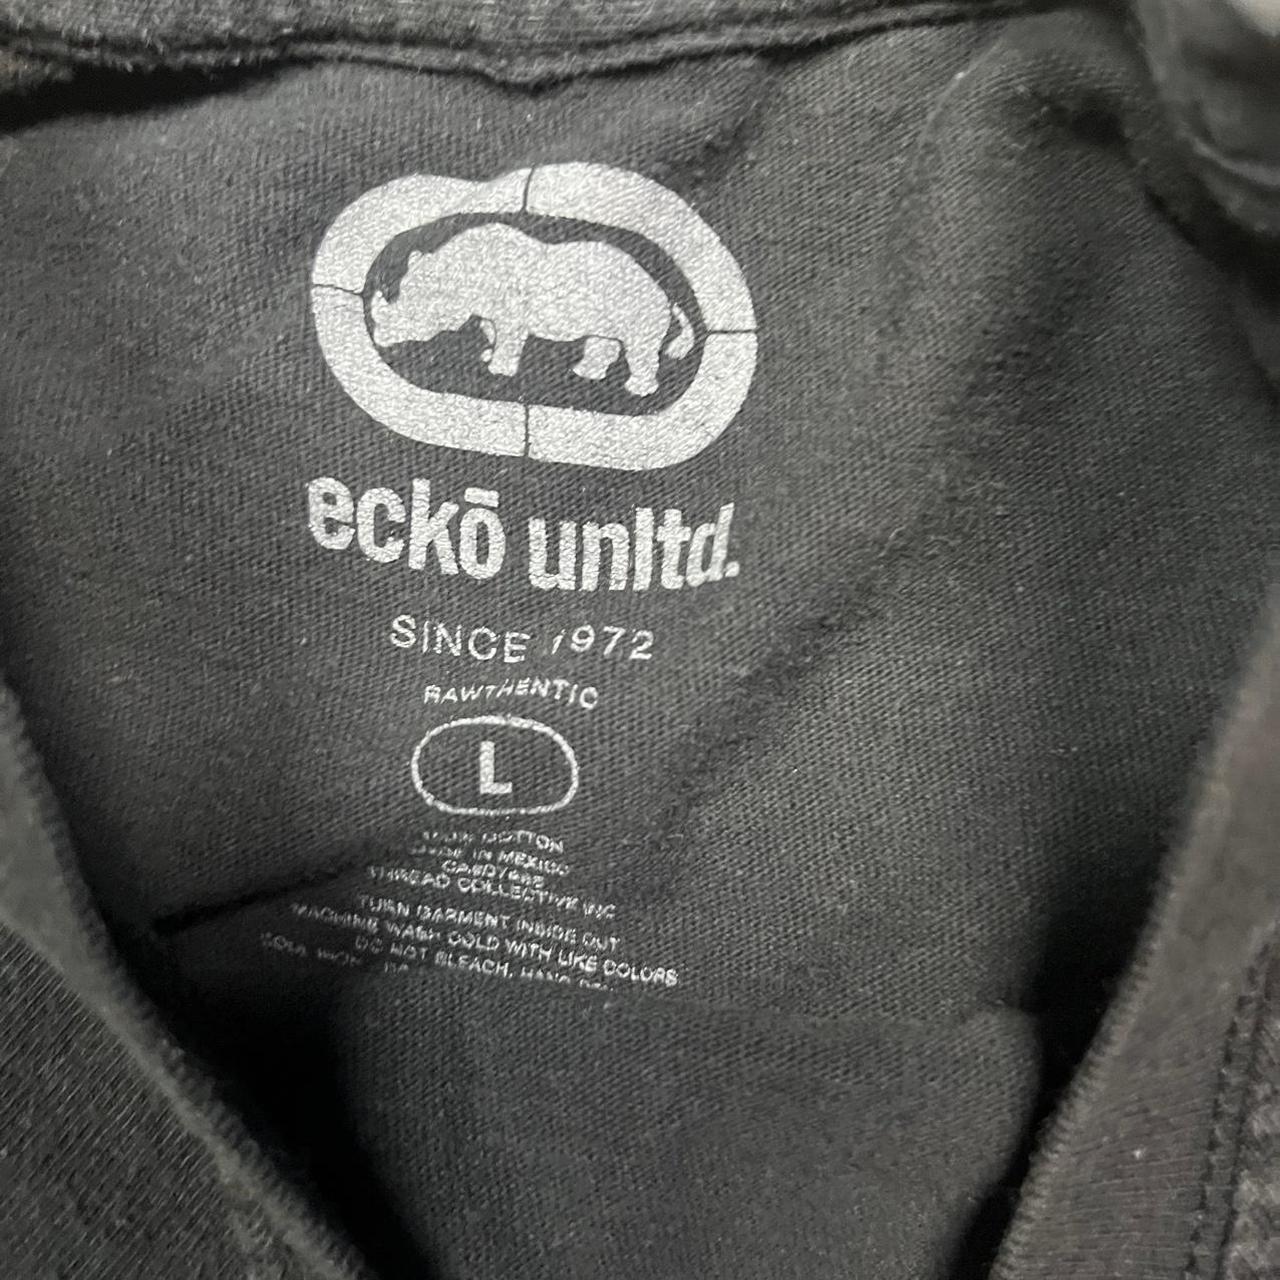 eckō unltd.
SINCE 1972
RAWTHENTIC
L
COTTON
MADE IN MEXICO
THREAD COLLECTIVE INC
TURN GARMENT INSIDE OUT
MACHINE WASH COLD WITH LIKE COLORS
DO NOT BLEACH,